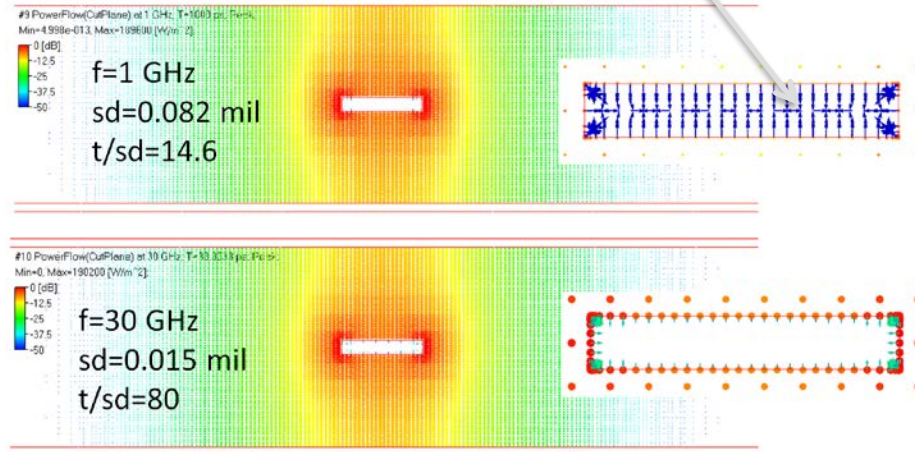 #9 PowerFlow(CutPlane) at 1 GHz, T=1000 ps, Peak,
Min=4.998e-013, Max=189600 [W/m^2]:
0 [dB]
-12.5
-25
-37.5
-50
f=1 GHz
sd=0.082 mil
t/sd=14.6
#10 PowerFlow(CutPlane) at 30 GHz, Peak,
Min=0, Max=190200 [W/m^2]:
0 [dB]
-12.5
-25
-37.5
-50
f=30 GHz
sd=0.015 mil
t/sd=80